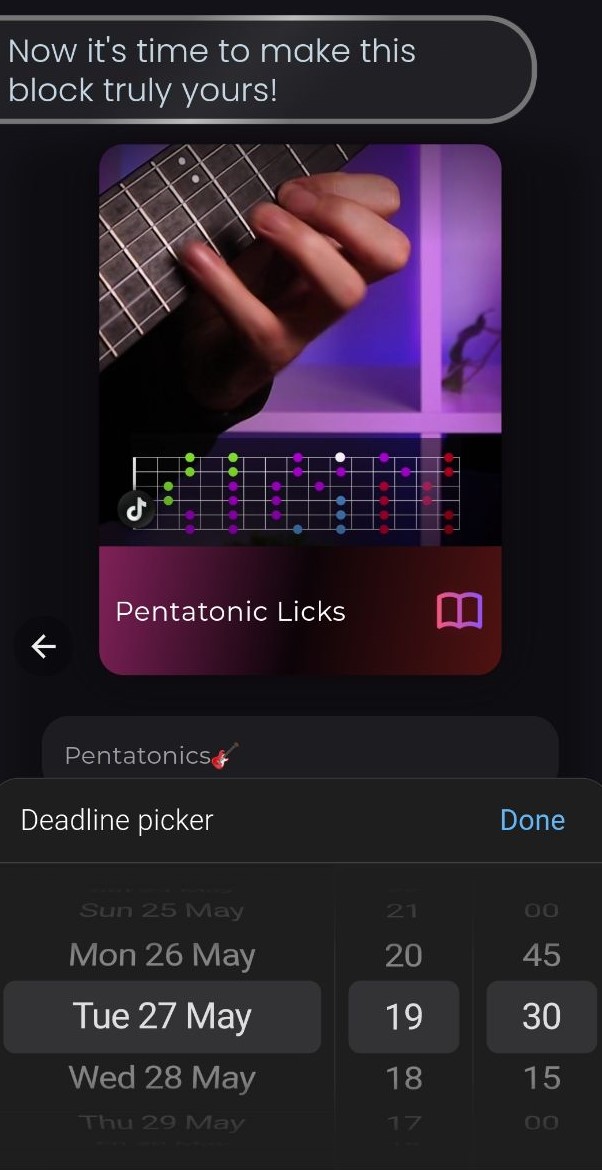 Now it's time to make this
block truly yours!
Pentatonic Licks
Pentatonics🎸
Deadline picker
Done
Sun 25 May 21 00
Mon 26 May 20 45
Tue 27 May 19 30
Wed 28 May 18 15
Thu 29 May 17 00